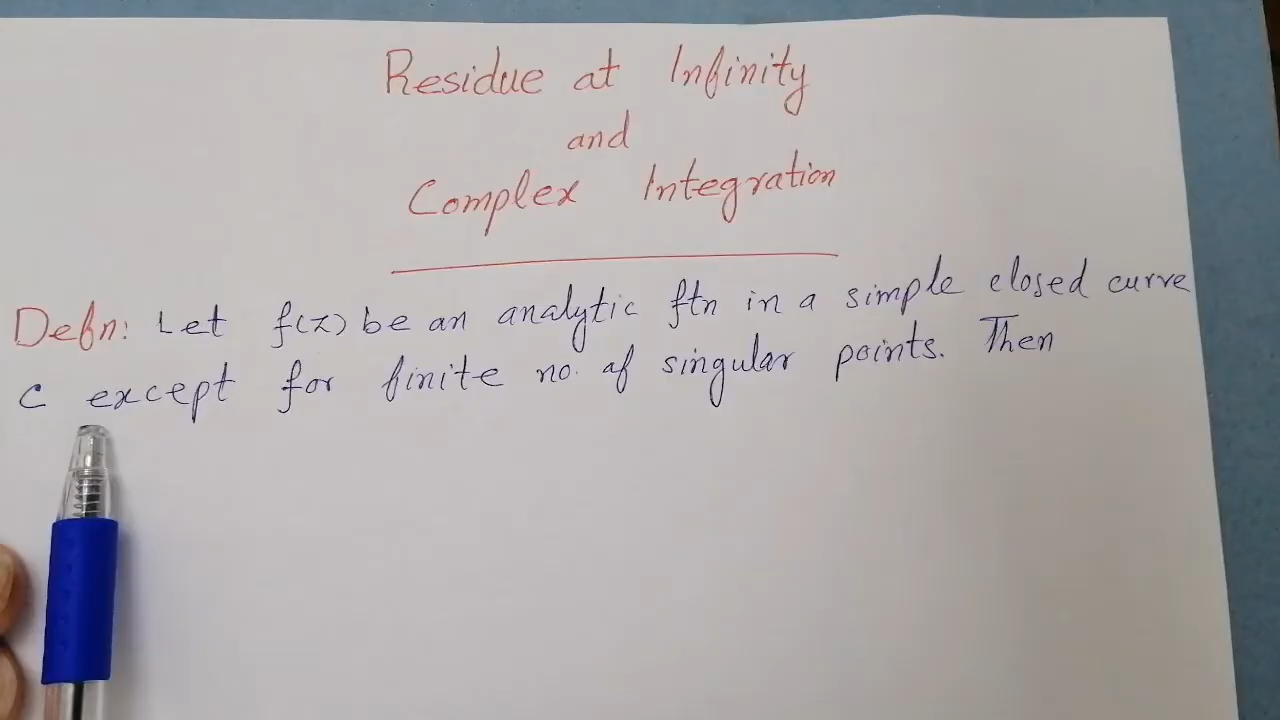 Residue at Infinity
and
Complex Integration
Defn: Let f(z) be an analytic ftn in a simple closed curve
C except for finite no. of singular points. Then